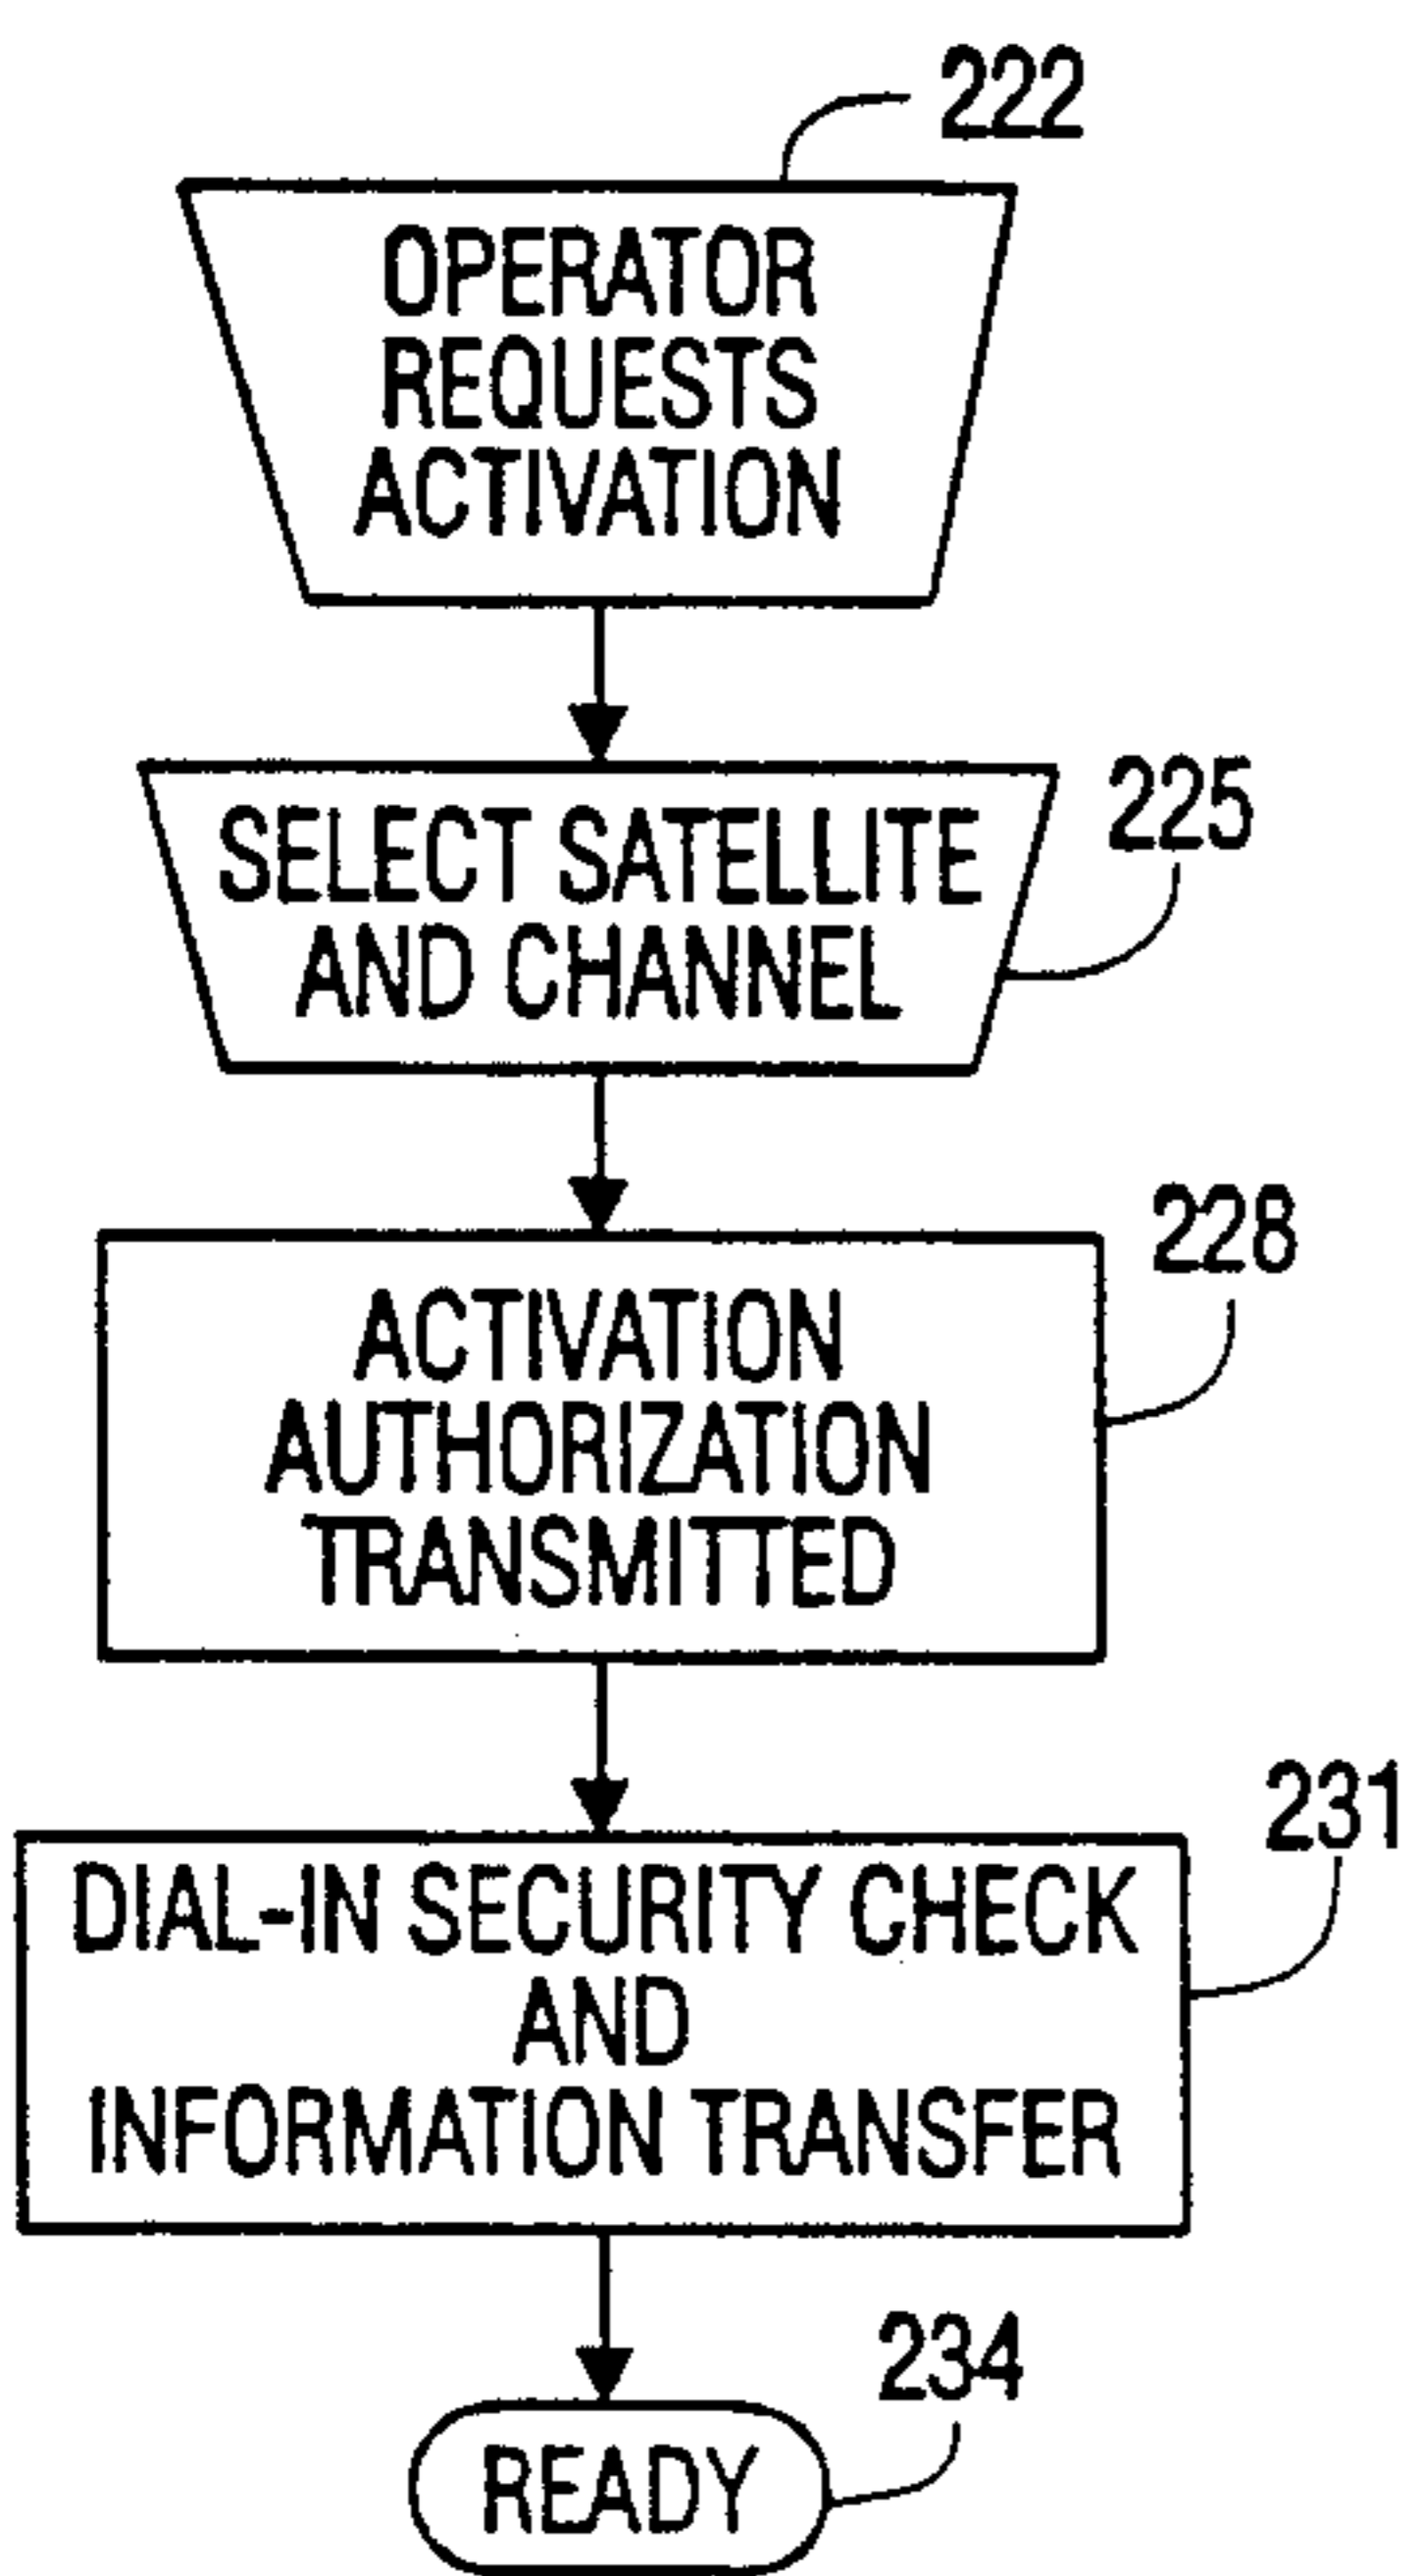 222
OPERATOR
REQUESTS
ACTIVATION
225
SELECT SATELLITE
AND CHANNEL
228
ACTIVATION
AUTHORIZATION
TRANSMITTED
231
DIAL-IN SECURITY CHECK
AND
INFORMATION TRANSFER
234
READY